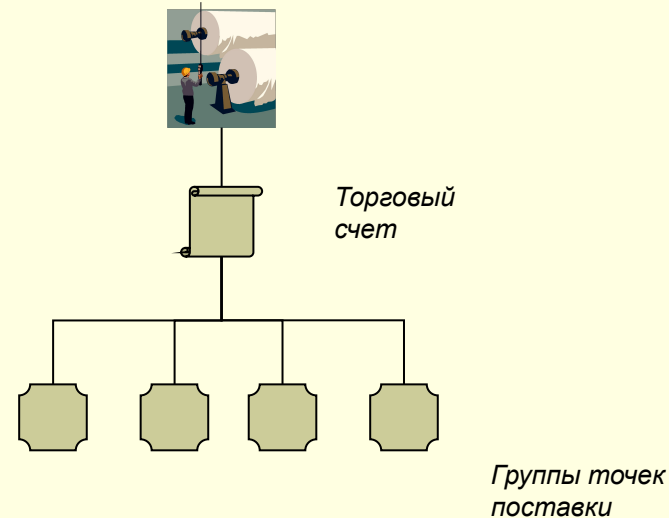 Торговый
счет
Группы точек
поставки